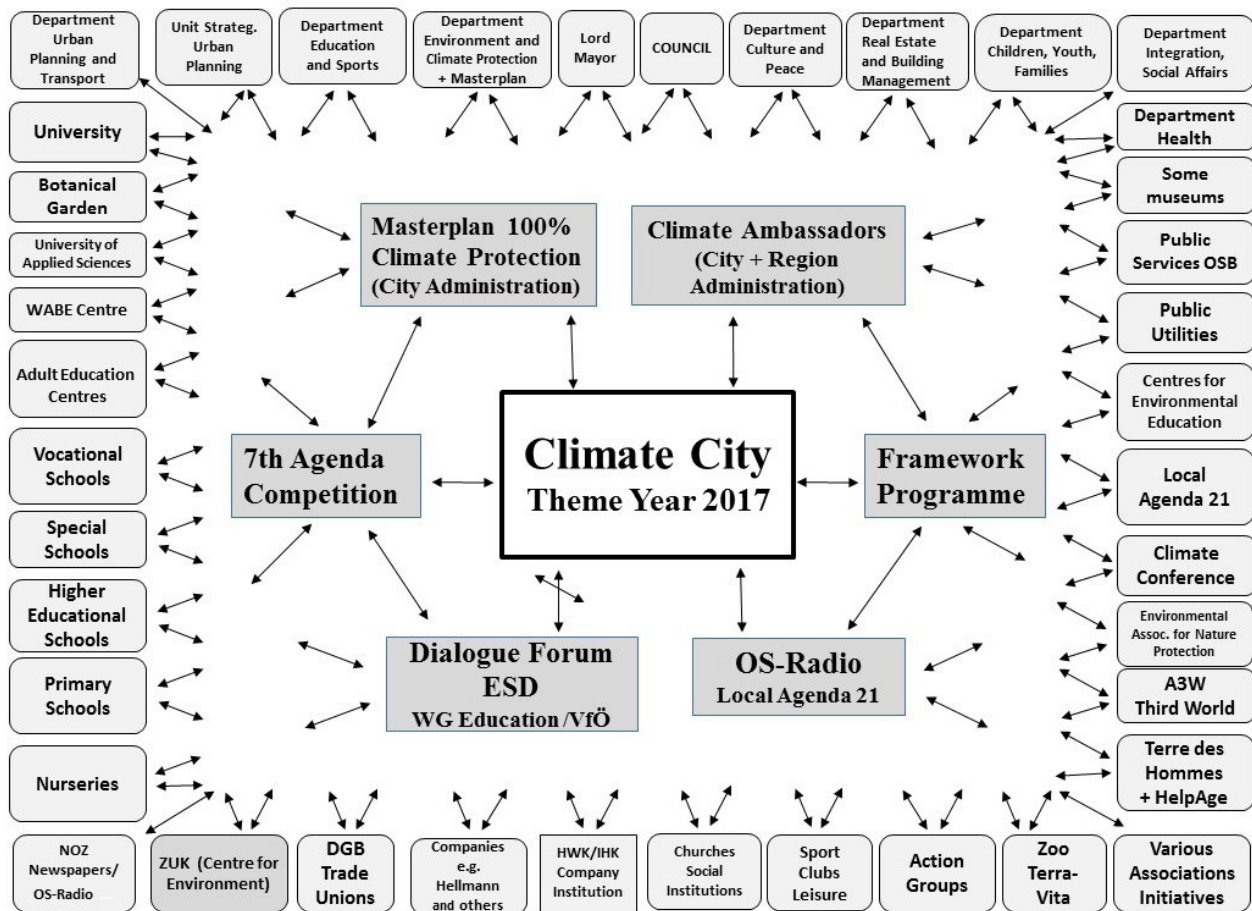 Department
Urban
Planning and
Transport
Unit Strateg.
Urban
Planning
Department
Education
and Sports
Department
Environment and
Climate Protection
+ Masterplan
Lord
Mayor
COUNCIL
Department
Culture and
Peace
Department
Real Estate
and Building
Management
Department
Children, Youth,
Families
Department
Integration,
Social Affairs
University
Botanical
Garden
University of
Applied Sciences
WABE Centre
Adult Education
Centres
Vocational
Schools
Special
Schools
Higher
Educational
Schools
Primary
Schools
Nurseries
Masterplan 100%
Climate Protection
(City Administration)
Climate Ambassadors
(City + Region
Administration)
7th Agenda
Competition
Climate City
Theme Year 2017
Framework
Programme
Dialogue Forum
ESD
WG Education /VfÖ
OS-Radio
Local Agenda 21
Department
Health
Some
museums
Public
Services OSB
Public
Utilities
Centres for
Environmental
Education
Local
Agenda 21
Climate
Conference
Environmental
Assoc. for Nature
Protection
A3W
Third World
Terre des
Hommes
+ HelpAge
NOZ
Newspapers/
OS-Radio
ZUK (Centre for
Environment)
DGB
Trade
Unions
Companies
e.g.
Hellmann
and others
HWK/IHK
Company
Institution
Churches
Social
Institutions
Sport
Clubs
Leisure
Action
Groups
Zoo
Terra-
Vita
Various
Associations
Initiatives